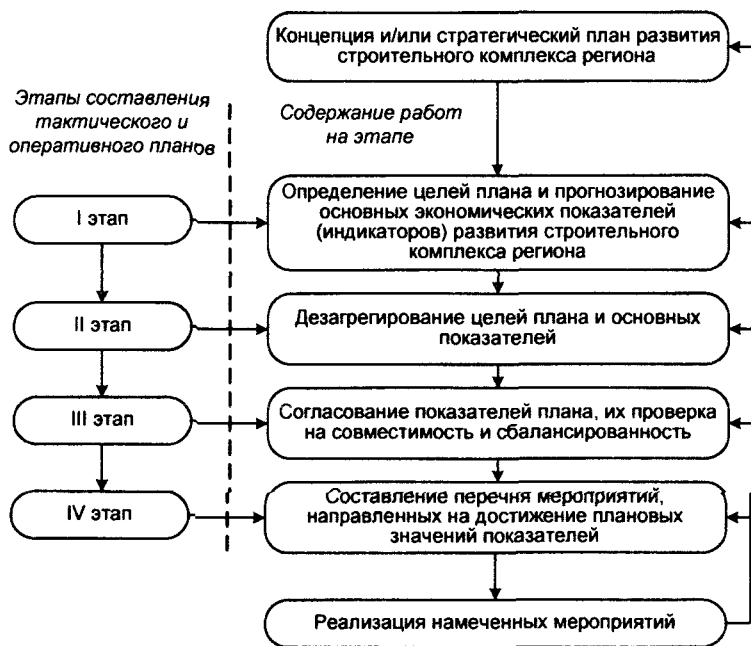 Концепция и/или стратегический план развития
строительного комплекса региона
Этапы составления
тактического и
оперативного планов
Содержание работ
на этапе
I этап
Определение целей плана и прогнозирование
основных экономических показателей
(индикаторов) развития строительного
комплекса региона
II этап
Дезагрегирование целей плана и основных
показателей
III этап
Согласование показателей плана, их проверка
на совместимость и сбалансированность
IV этап
Составление перечня мероприятий,
направленных на достижение плановых
значений показателей
Реализация намеченных мероприятий